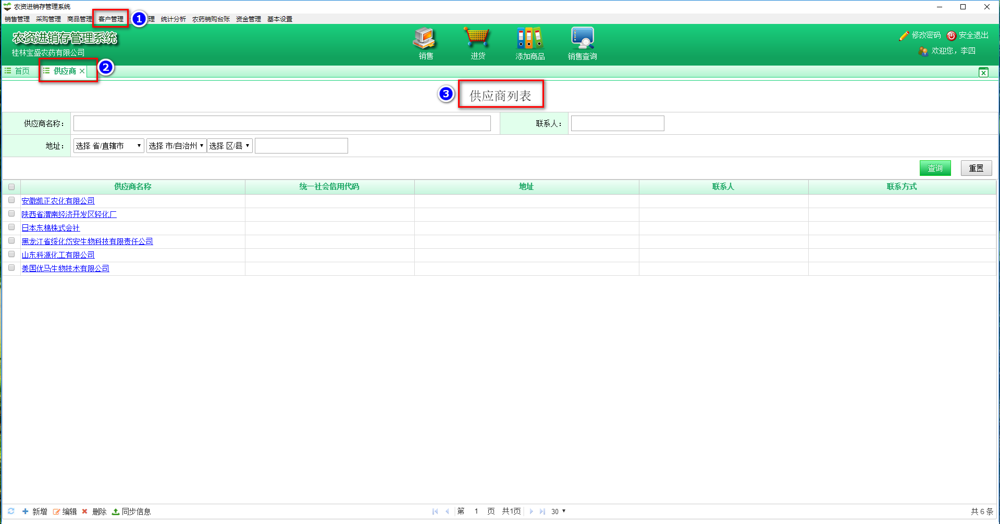 农资进销存管理系统
销售管理 采购管理 商品管理 客户管理 1 理 统计分析 农药销购台账 资金管理 基本设置
农资进销存管理系统
桂林宝盛农药有限公司
销售 进货 添加商品 销售查询
修改密码 安全退出
欢迎您，李四
首页 供应商 2
3 供应商列表
供应商名称： 联系人：
地址： 选择 省/直辖市 选择 市/自治州 选择 区/县
查询 重置
供应商名称 统一社会信用代码 地址 联系人 联系方式
安徽凯正农化有限公司
陕西省渭南经济开发区轻化厂
日本东棉株式会社
黑龙江省绥化岱安生物科技有限责任公司
山东科源化工有限公司
美国优马生物技术有限公司
新增 编辑 删除 同步信息 第 1 页 共1页 30 共 6 条